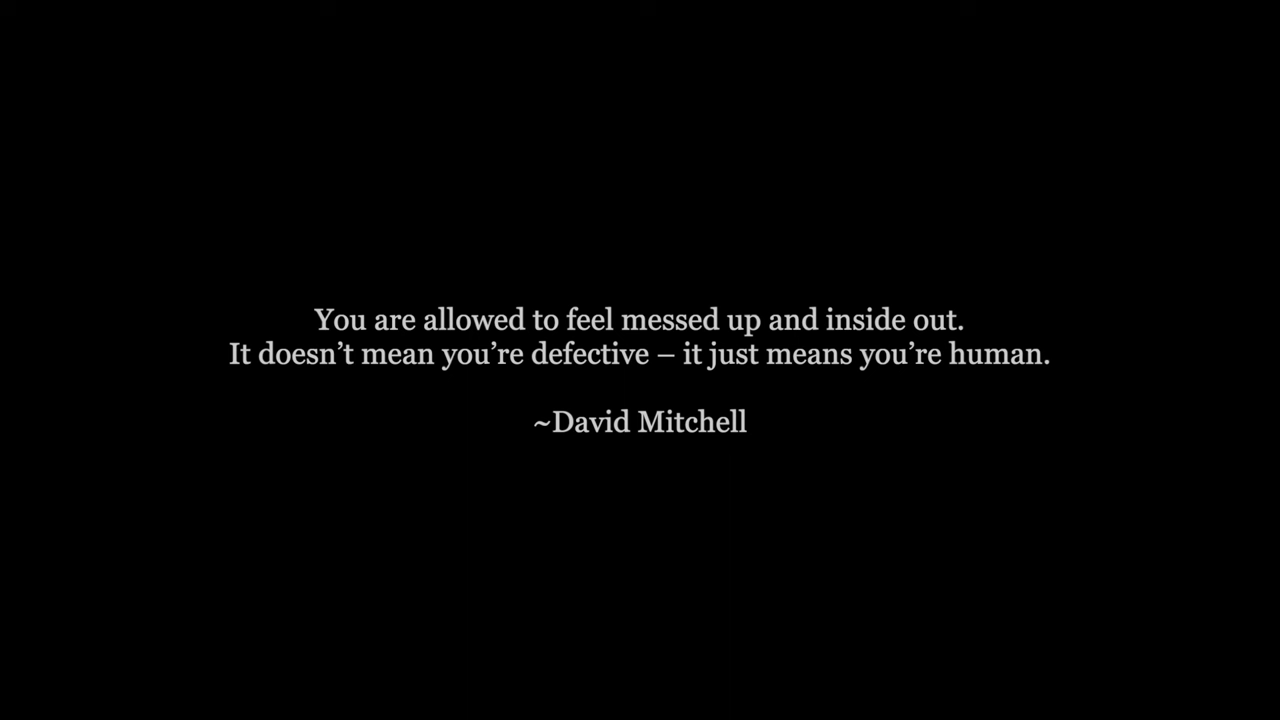 You are allowed to feel messed up and inside out.
It doesn’t mean you’re defective – it just means you’re human.
~David Mitchell